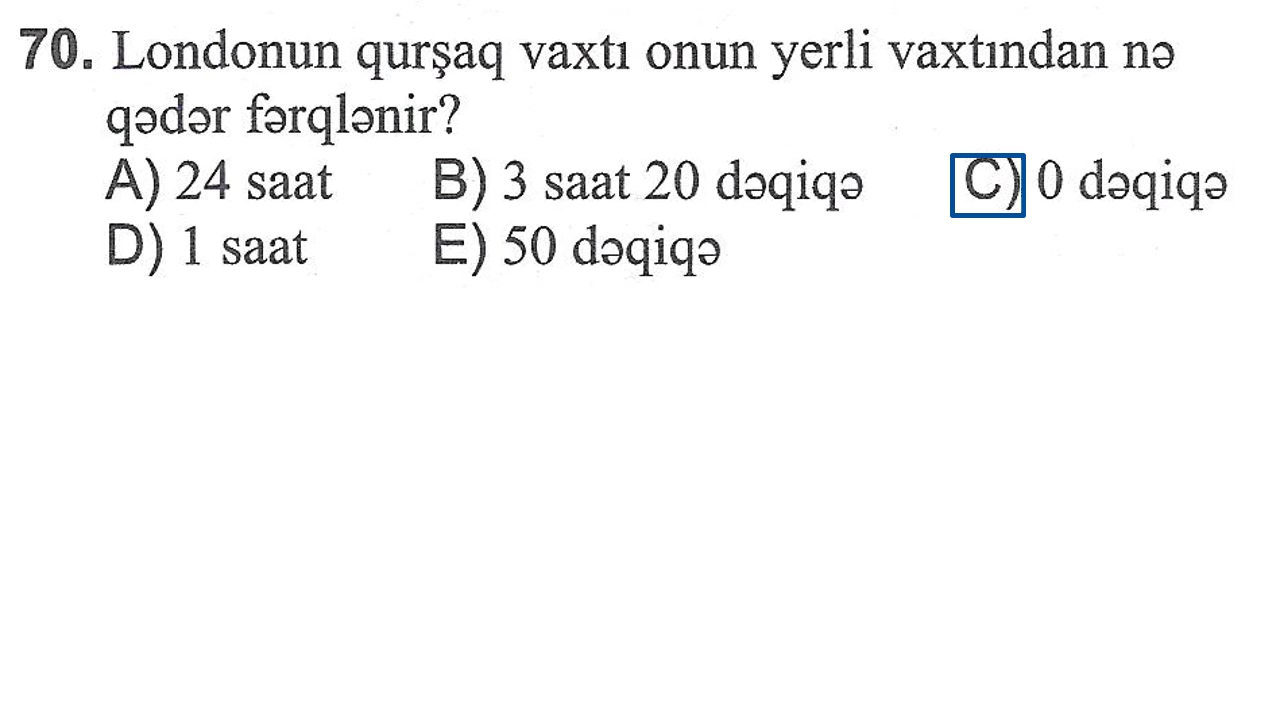 70. Londonun qurşaq vaxtı onun yerli vaxtından nə
qədər fərqlənir?
A) 24 saat B) 3 saat 20 dəqiqə C) 0 dəqiqə
D) 1 saat E) 50 dəqiqə